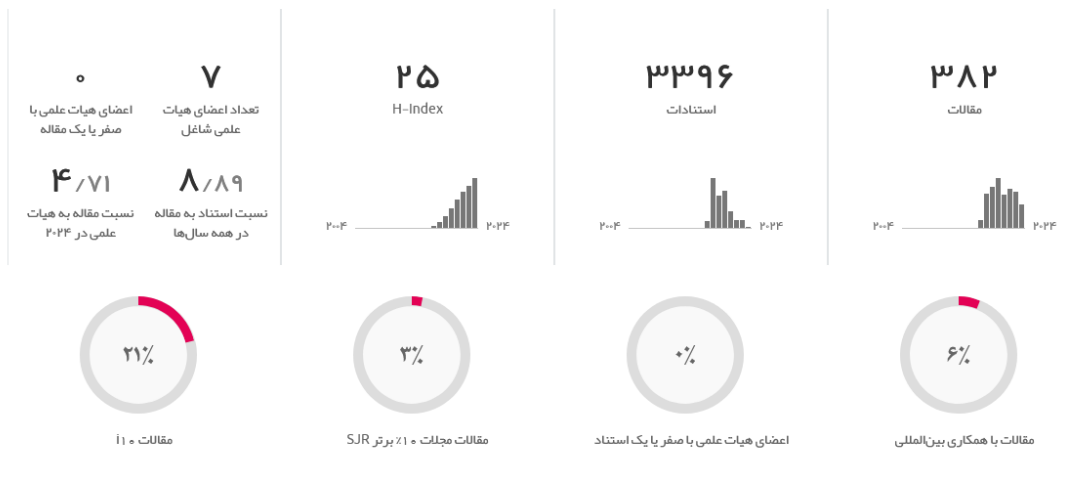 ۳۸۲
مقالات
۲۰۰۴
۲۰۲۴
۳۳۹۶
استنادات
۲۰۰۴
۲۰۲۴
۲۵
H-Index
۲۰۰۴
۲۰۲۴
۷
تعداد اعضای هیات
علمی شاغل
۰
اعضای هیات علمی با
صفر یا یک مقاله
۸/۸۹
نسبت استناد به مقاله
در همه سال‌ها
۴/۷۱
نسبت مقاله به هیات
علمی در ۲۰۲۴
۶٪
مقالات با همکاری بین‌المللی
۰٪
اعضای هیات علمی با صفر یا یک استناد
۳٪
مقالات مجلات ۱۰٪ برتر SJR
۲۱٪
مقالات i۱۰